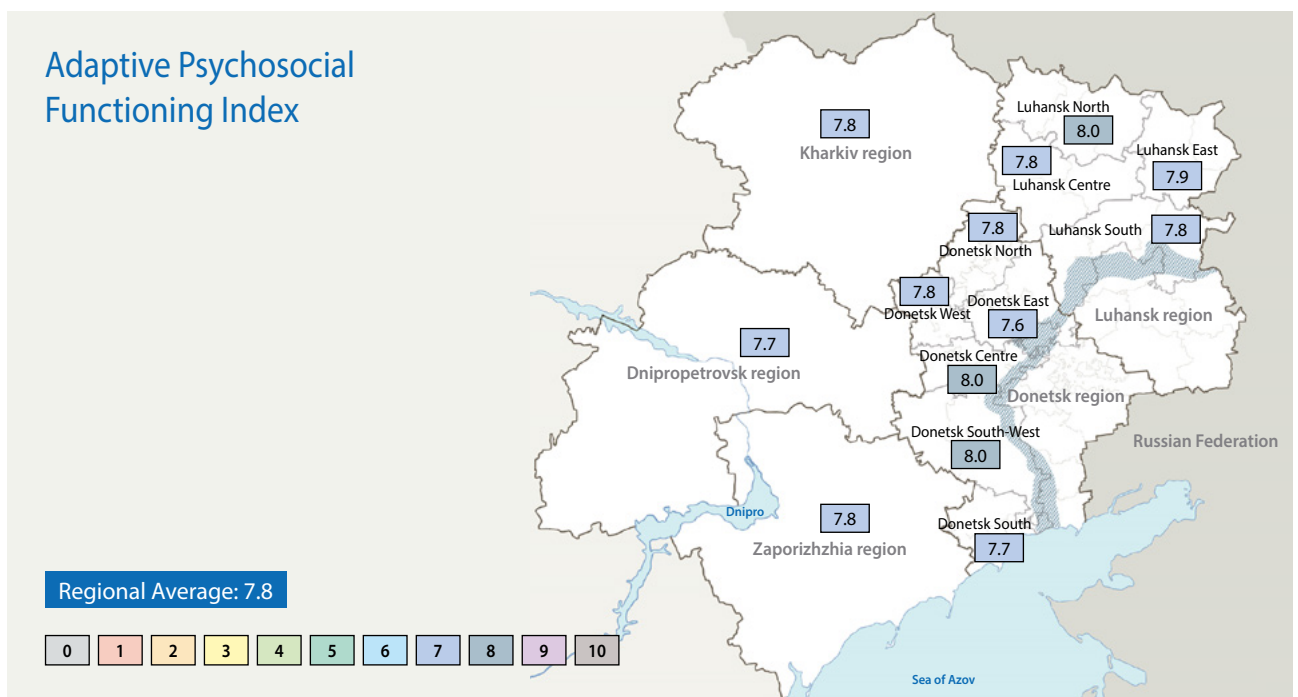 Adaptive Psychosocial
Functioning Index
7.8
Kharkiv region
Luhansk North
8.0
7.8
Luhansk Centre
Luhansk East
7.9
Luhansk South
7.8
7.8
Donetsk North
7.8
Donetsk West
Donetsk East
7.6
Luhansk region
7.7
Dnipropetrovsk region
Donetsk Centre
8.0
Donetsk region
Donetsk South-West
8.0
Russian Federation
Dnipro
7.8
Zaporizhzhia region
Donetsk South
7.7
Regional Average: 7.8
0 1 2 3 4 5 6 7 8 9 10
Sea of Azov